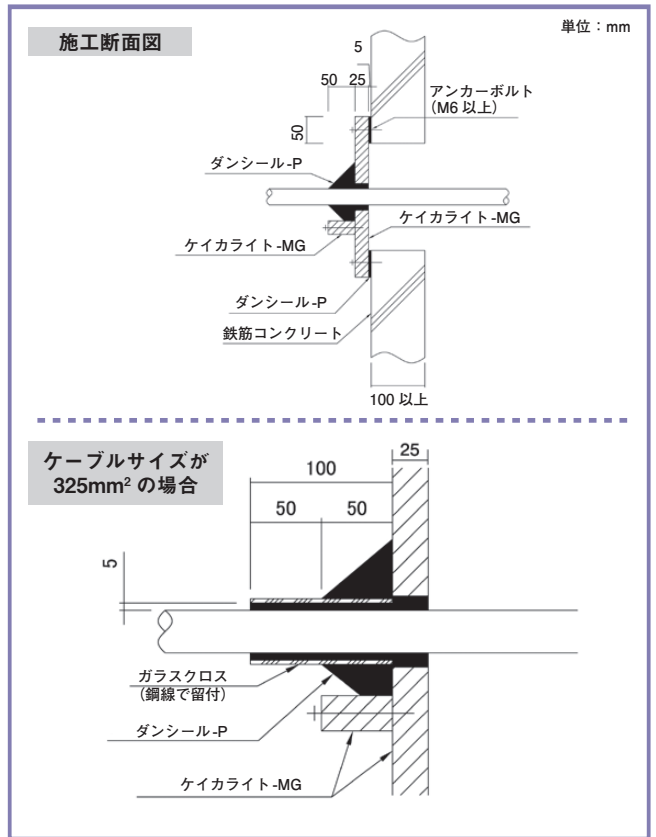 施工断面図
単位：mm
5
50 25
アンカーボルト
(M6 以上)
50
ダンシール-P
ケイカライト-MG
ケイカライト-MG
ダンシール-P
鉄筋コンクリート
100 以上
ケーブルサイズが
325mm² の場合
25
100
50 50
5
ガラスクロス
(鋼線で留付)
ダンシール-P
ケイカライト-MG